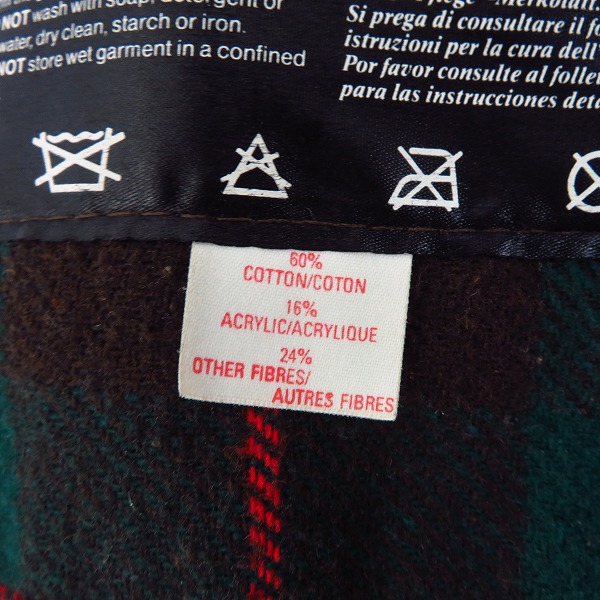 NOT wash with soap, detergent or
, starch or iron.
water, dry clean,
NOT store wet garment in a confined
Si prega di consultare il fo
istruzioni per la cura dell'
Por favor consulte al follet
para las instrucciones deta
60%
COTTON/COTON
16%
ACRYLIC/ACRYLIQUE
24%
OTHER FIBRES/
AUTRES FIBRES